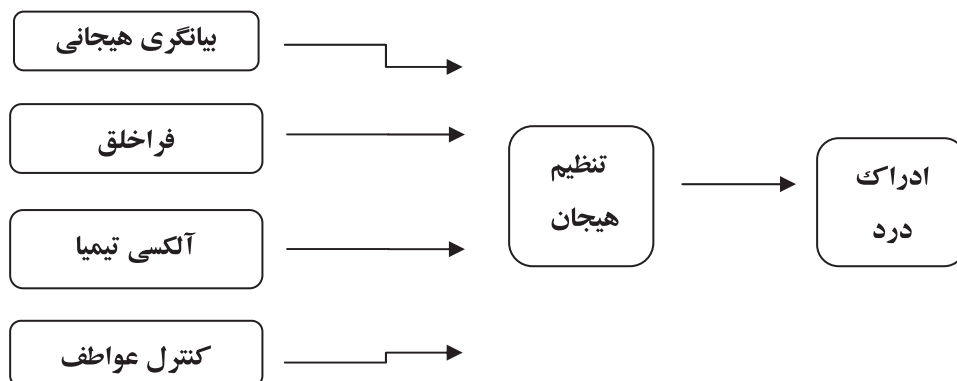 بیانگری هیجانی
فراخلق
آلکسی تیمیا
کنترل عواطف
تنظیم
هیجان
ادراک
درد